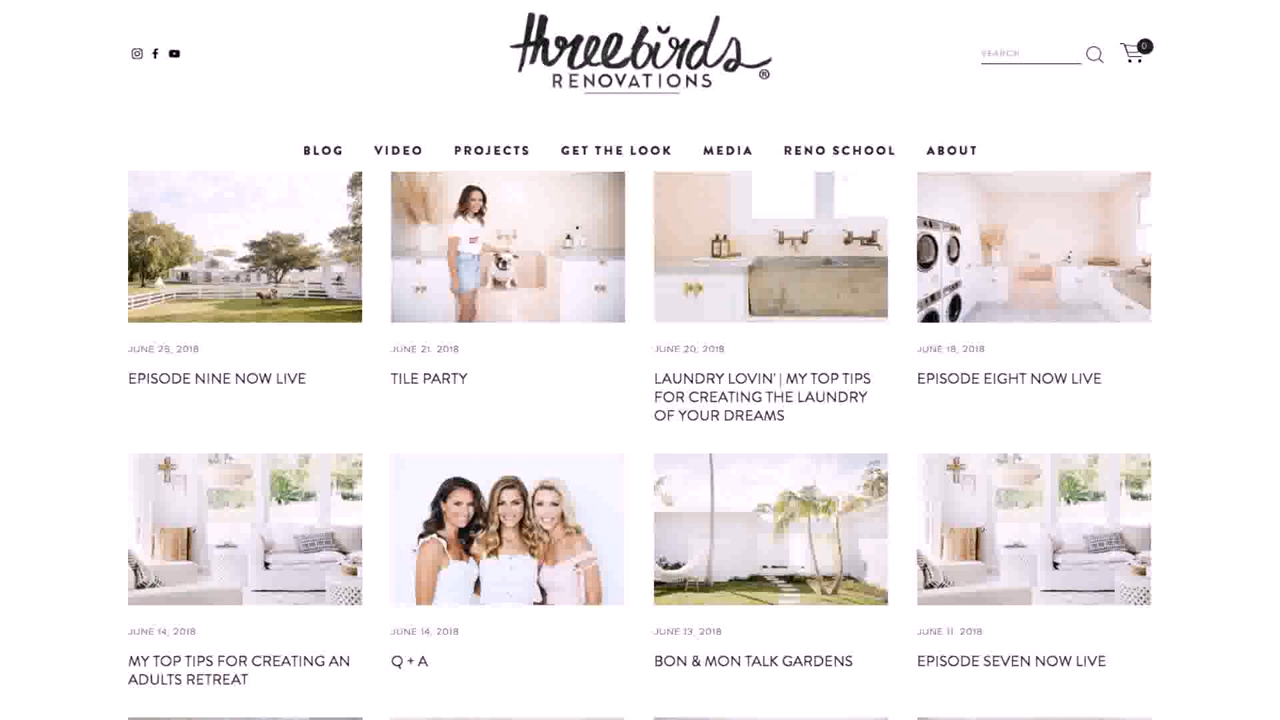 threebirds
RENOVATIONS
®
SEARCH
0
BLOG VIDEO PROJECTS GET THE LOOK MEDIA RENO SCHOOL ABOUT
JUNE 25, 2018
EPISODE NINE NOW LIVE
JUNE 21, 2018
TILE PARTY
JUNE 20, 2018
LAUNDRY LOVIN' | MY TOP TIPS
FOR CREATING THE LAUNDRY
OF YOUR DREAMS
JUNE 18, 2018
EPISODE EIGHT NOW LIVE
JUNE 14, 2018
MY TOP TIPS FOR CREATING AN
ADULTS RETREAT
JUNE 14, 2018
Q + A
JUNE 13, 2018
BON & MON TALK GARDENS
JUNE 11, 2018
EPISODE SEVEN NOW LIVE